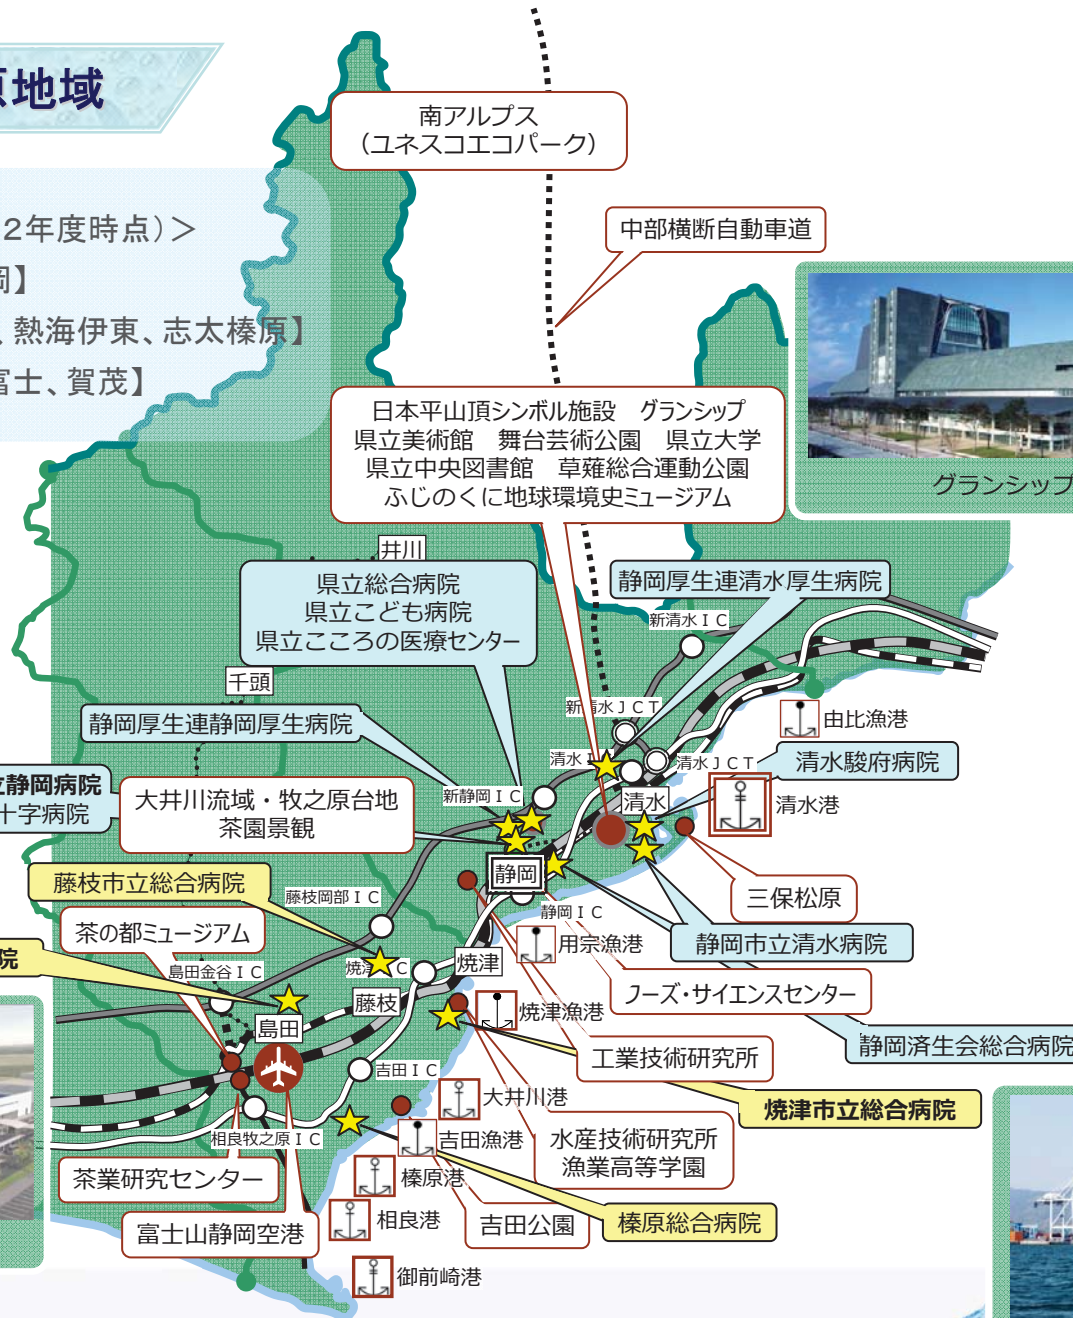 原地域
南アルプス
（ユネスコエコパーク）
2年度時点）＞
岡】
、熱海伊東、志太榛原】
富士、賀茂】
中部横断自動車道
日本平山頂シンボル施設　グランシップ
県立美術館　舞台芸術公園　県立大学
県立中央図書館　草薙総合運動公園
ふじのくに地球環境史ミュージアム
グランシップ
井川
県立総合病院
県立こども病院
県立こころの医療センター
静岡厚生連清水厚生病院
新清水ＩＣ
千頭
静岡厚生連静岡厚生病院
新清水ＪＣＴ
由比漁港
清水
清水ＪＣＴ
清水駿府病院
立静岡病院
十字病院
大井川流域・牧之原台地
茶園景観
新静岡ＩＣ
清水
清水港
藤枝市立総合病院
静岡
三保松原
藤枝岡部ＩＣ
静岡ＩＣ
茶の都ミュージアム
用宗漁港
静岡市立清水病院
院
島田金谷ＩＣ
焼津
フーズ・サイエンスセンター
藤枝
焼津漁港
島田
静岡済生会総合病院
工業技術研究所
吉田ＩＣ
大井川港
焼津市立総合病院
相良牧之原ＩＣ
吉田漁港
水産技術研究所
漁業高等学園
茶業研究センター
榛原港
相良港
吉田公園
榛原総合病院
富士山静岡空港
御前崎港